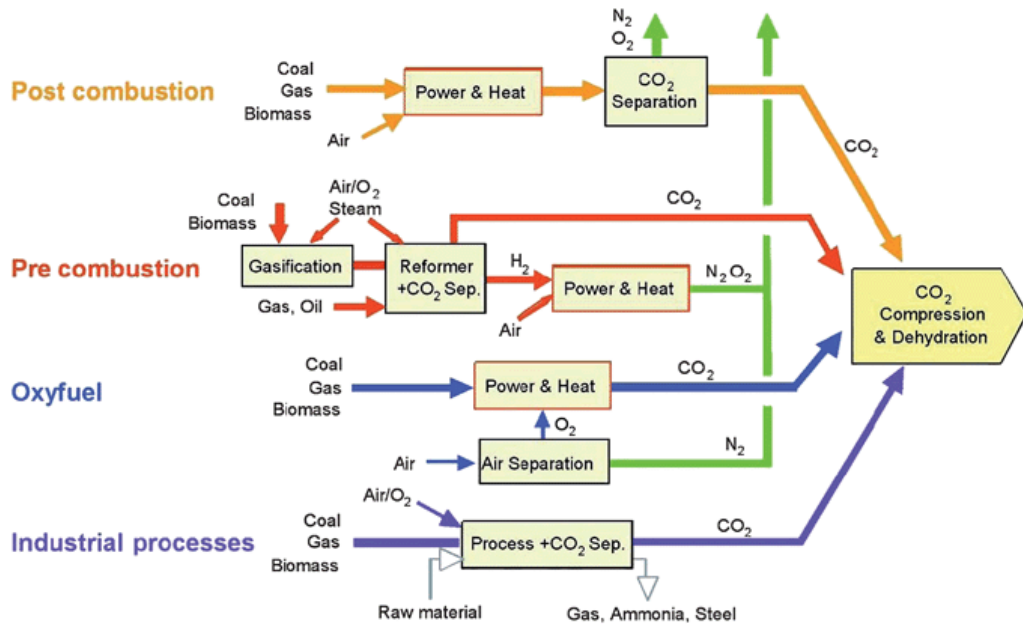 N₂
O₂
Post combustion
Coal
Gas
Biomass
Air
Power & Heat
CO₂
Separation
CO₂
Pre combustion
Coal
Biomass
Air/O₂
Steam
Gasification
Gas, Oil
Reformer
+CO₂ Sep.
CO₂
H₂
Air
Power & Heat
N₂O₂
CO₂
Compression
& Dehydration
Oxyfuel
Coal
Gas
Biomass
Power & Heat
CO₂
O₂
Air
Air Separation
N₂
Industrial processes
Air/O₂
Coal
Gas
Biomass
Process +CO₂ Sep.
CO₂
Raw material
Gas, Ammonia, Steel